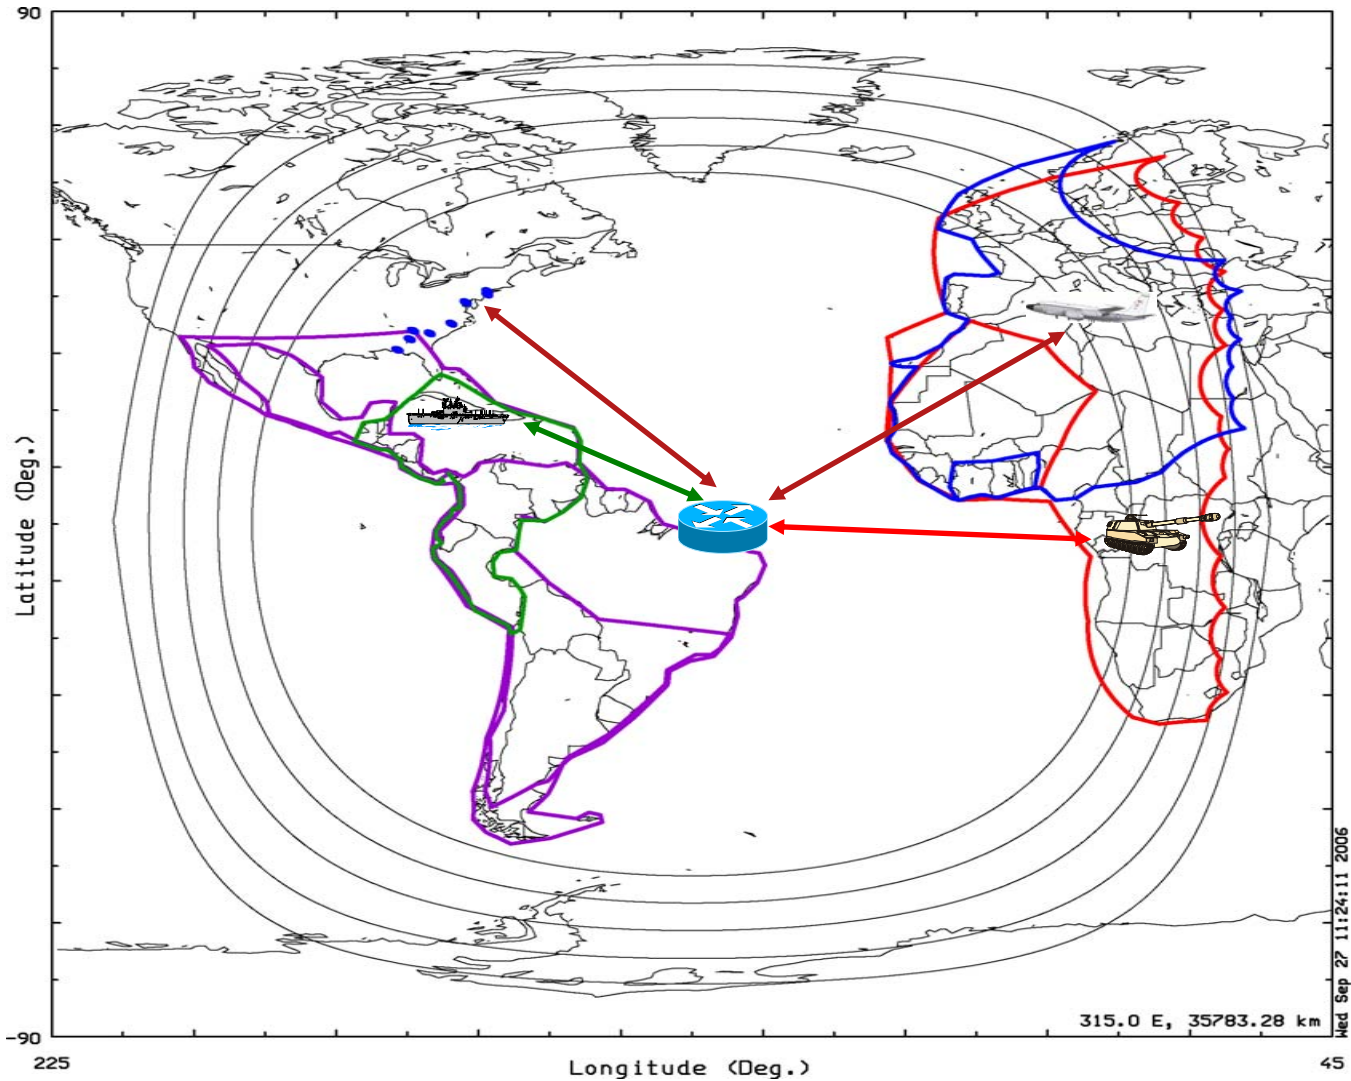 90
Latitude (Deg.)
-90
225
Longitude (Deg.)
45
315.0 E, 35783.28 km
Wed Sep 27 11:24:11 2006